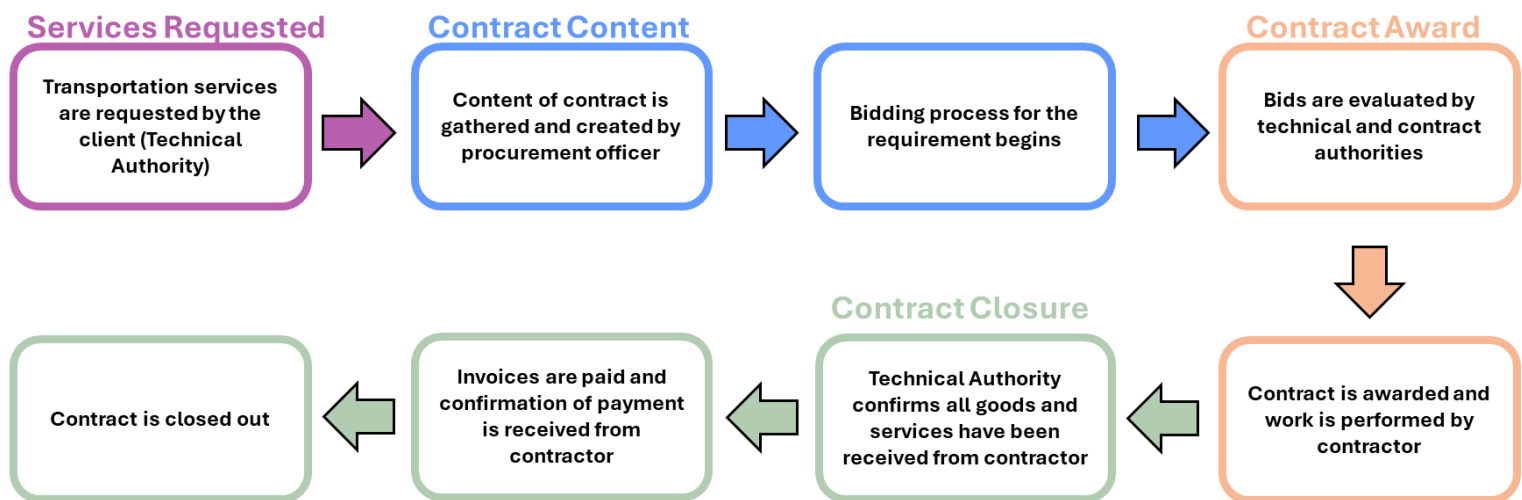 Services Requested
Transportation services
are requested by the
client (Technical
Authority)
Contract Content
Content of contract is
gathered and created by
procurement officer
Bidding process for the
requirement begins
Contract Award
Bids are evaluated by
technical and contract
authorities
Contract is awarded and
work is performed by
contractor
Contract Closure
Technical Authority
confirms all goods and
services have been
received from contractor
Invoices are paid and
confirmation of payment
is received from
contractor
Contract is closed out